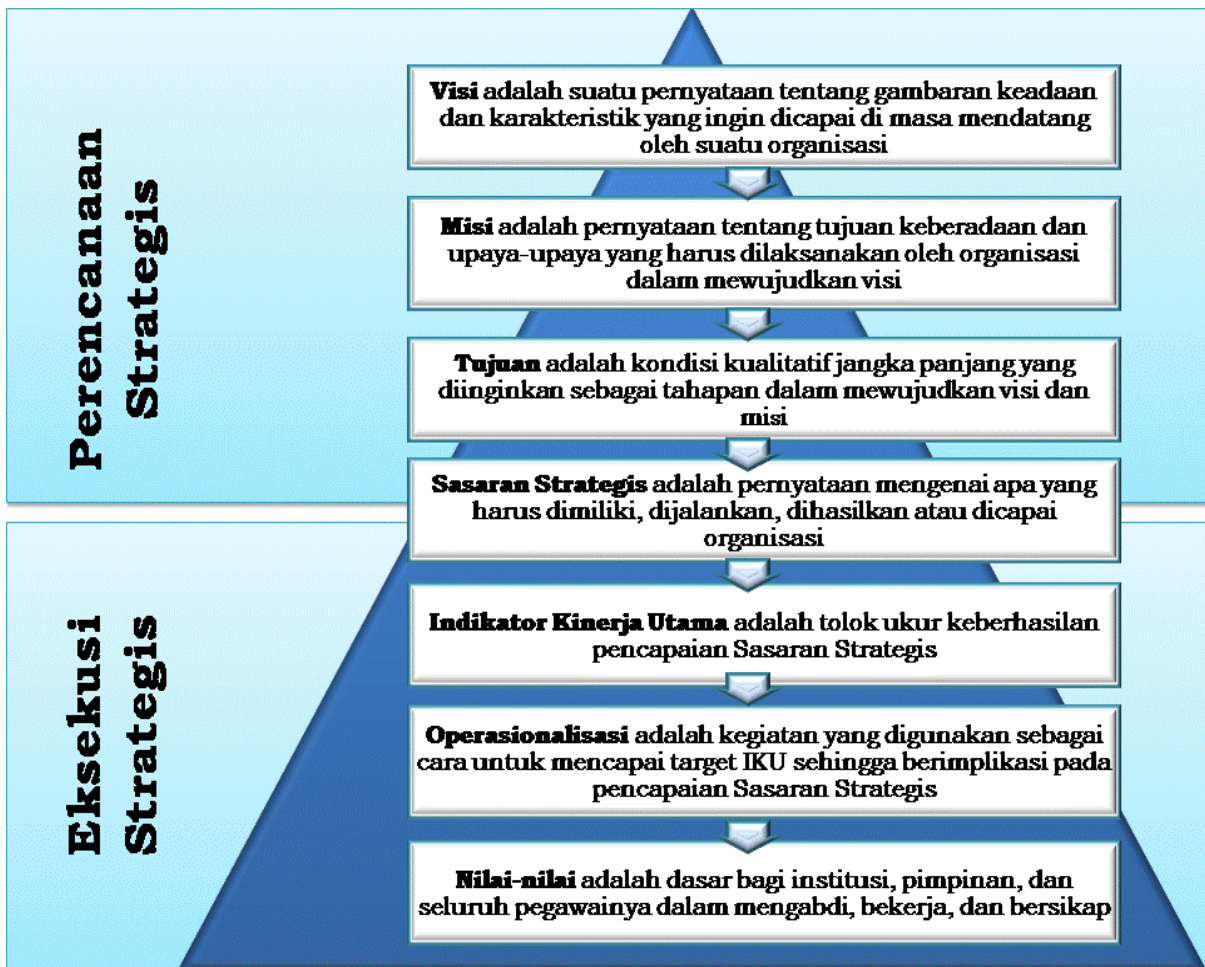 Perencanaan
Strategis
Visi adalah suatu pernyataan tentang gambaran keadaan
dan karakteristik yang ingin dicapai di masa mendatang
oleh suatu organisasi
Misi adalah pernyataan tentang tujuan keberadaan dan
upaya-upaya yang harus dilaksanakan oleh organisasi
dalam mewujudkan visi
Tujuan adalah kondisi kualitatif jangka panjang yang
diinginkan sebagai tahapan dalam mewujudkan visi dan
misi
Sasaran Strategis adalah pernyataan mengenai apa yang
harus dimiliki, dijalankan, dihasilkan atau dicapai
organisasi
Eksekusi
Strategis
Indikator Kinerja Utama adalah tolok ukur keberhasilan
pencapaian Sasaran Strategis
Operasionalisasi adalah kegiatan yang digunakan sebagai
cara untuk mencapai target IKU sehingga berimplikasi pada
pencapaian Sasaran Strategis
Nilai-nilai adalah dasar bagi institusi, pimpinan, dan
seluruh pegawainya dalam mengabdi, bekerja, dan bersikap